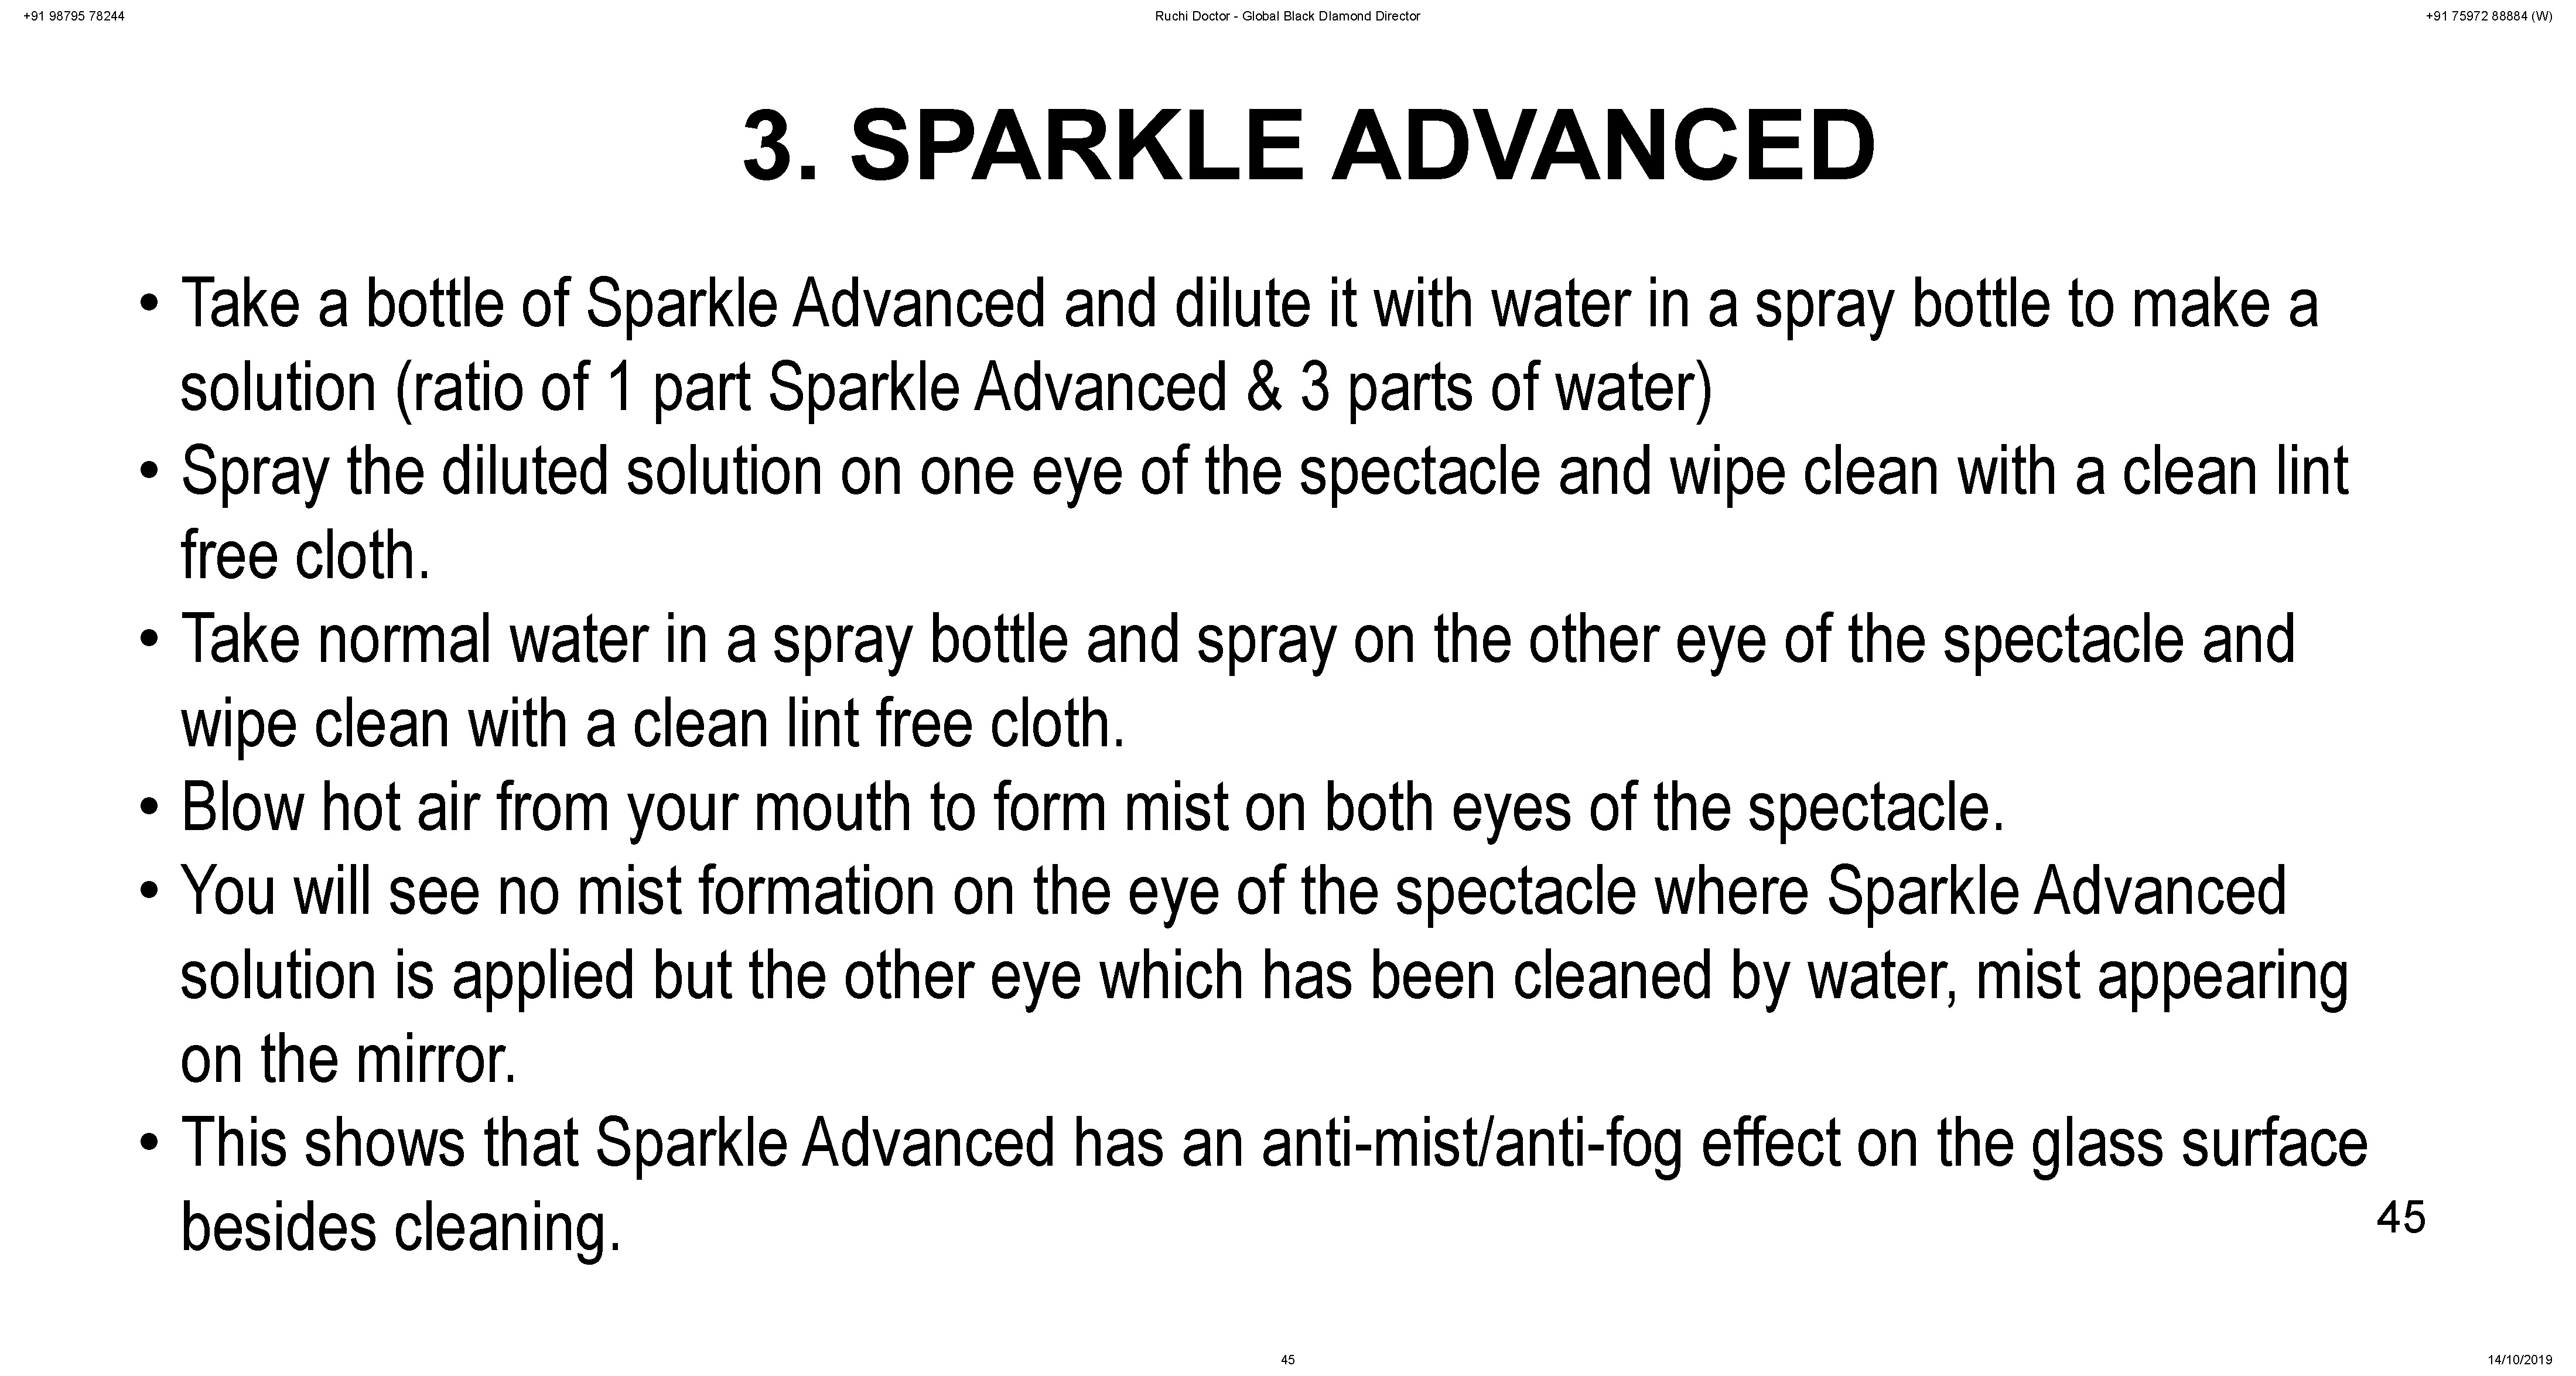 +91 98795 78244
Ruchi Doctor - Global Black DIamond Director
+91 75972 88884 (W)
3. SPARKLE ADVANCED
• Take a bottle of Sparkle Advanced and dilute it with water in a spray bottle to make a
solution (ratio of 1 part Sparkle Advanced & 3 parts of water)
• Spray the diluted solution on one eye of the spectacle and wipe clean with a clean lint
free cloth.
• Take normal water in a spray bottle and spray on the other eye of the spectacle and
wipe clean with a clean lint free cloth.
• Blow hot air from your mouth to form mist on both eyes of the spectacle.
• You will see no mist formation on the eye of the spectacle where Sparkle Advanced
solution is applied but the other eye which has been cleaned by water, mist appearing
on the mirror.
• This shows that Sparkle Advanced has an anti-mist/anti-fog effect on the glass surface
besides cleaning.
45
45
14/10/2019